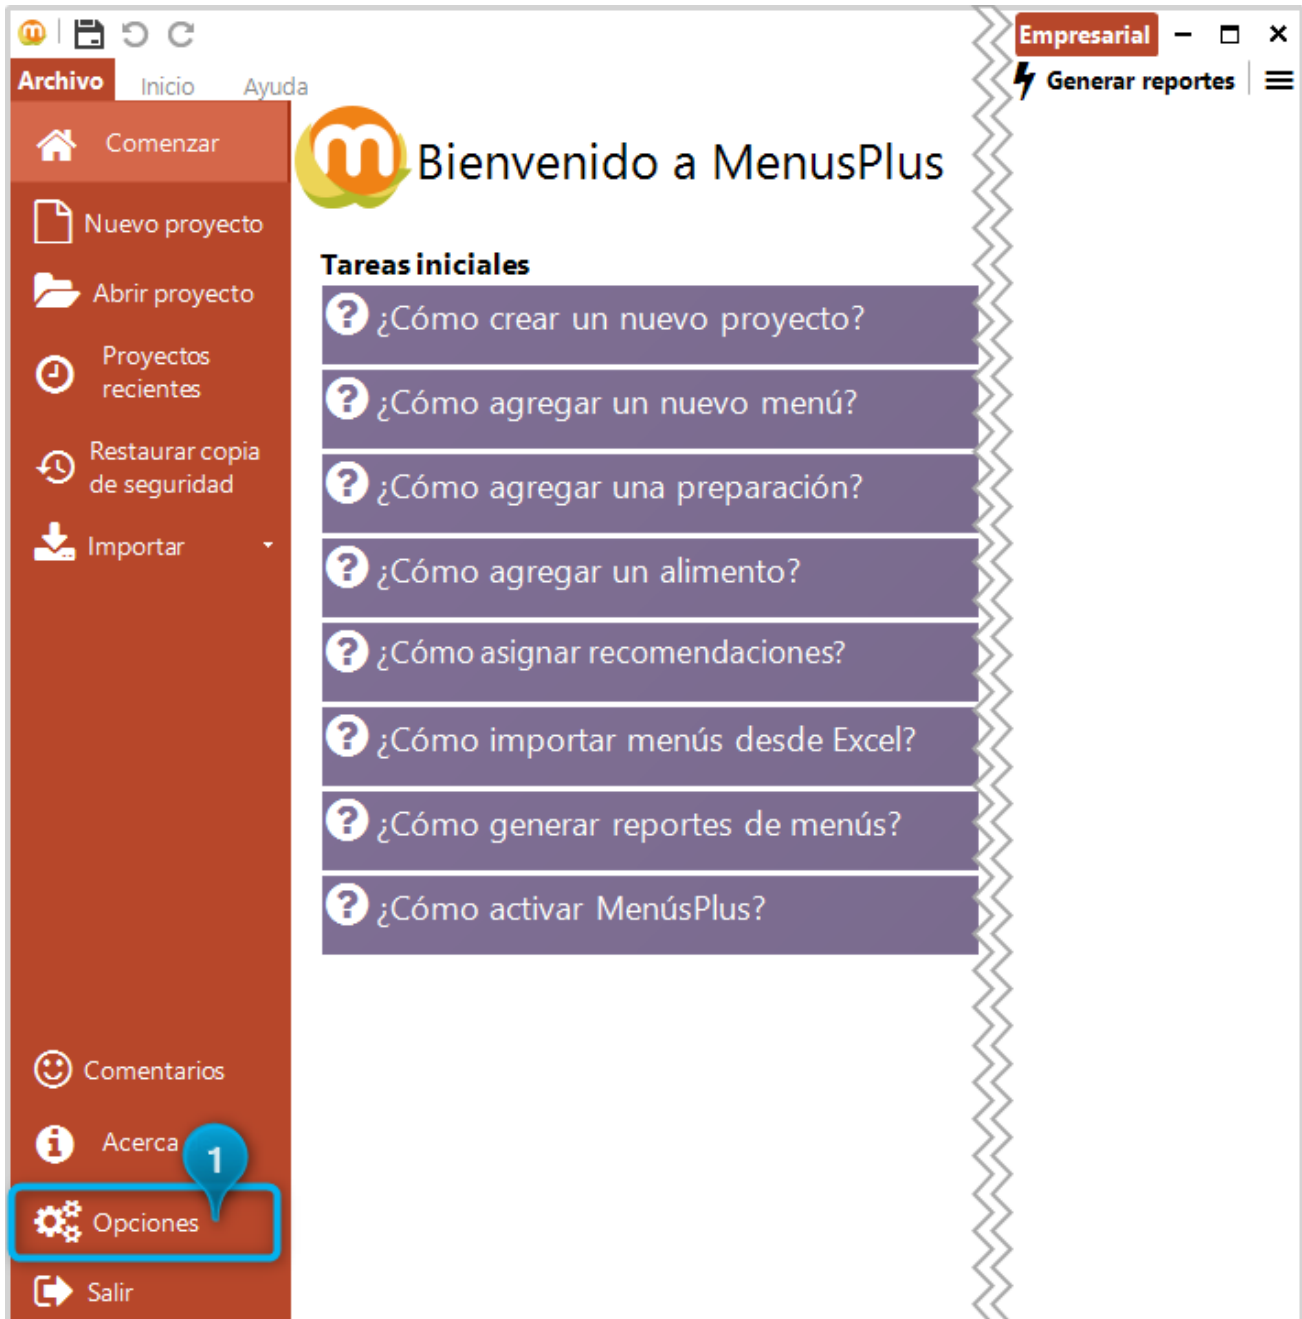 Empresarial
Archivo Inicio Ayuda
Generar reportes
Comenzar
Nuevo proyecto
Abrir proyecto
Proyectos
recientes
Restaurar copia
de seguridad
Importar
Comentarios
Acerca
1
Opciones
Salir
m Bienvenido a MenusPlus
Tareas iniciales
¿Cómo crear un nuevo proyecto?
¿Cómo agregar un nuevo menú?
¿Cómo agregar una preparación?
¿Cómo agregar un alimento?
¿Cómo asignar recomendaciones?
¿Cómo importar menús desde Excel?
¿Cómo generar reportes de menús?
¿Cómo activar MenúsPlus?